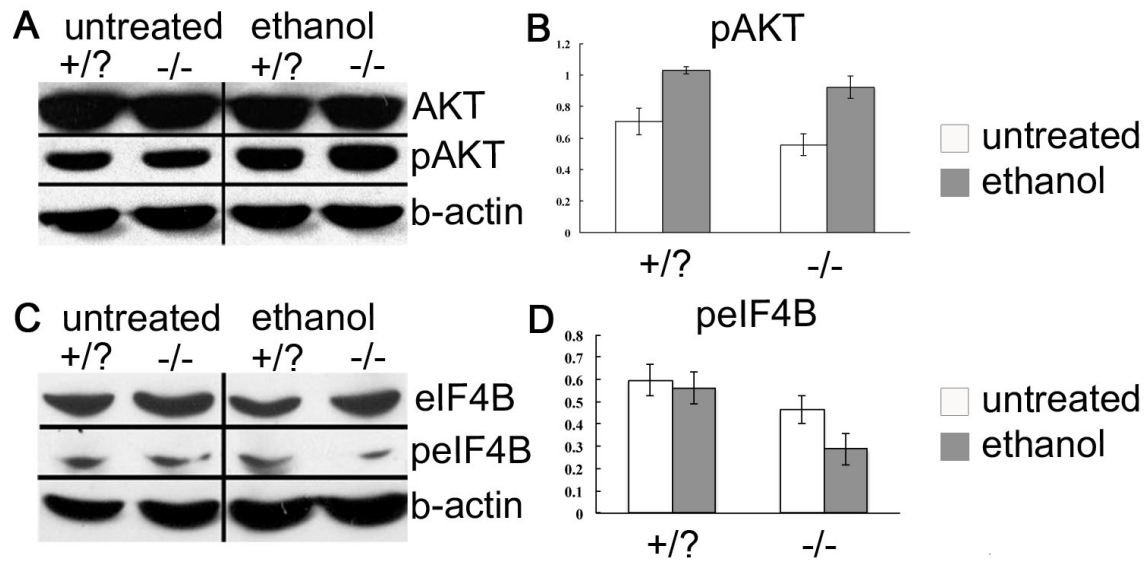 A
untreated ethanol
+/? -/- +/? -/-
AKT
pAKT
b-actin
B
pAKT
1.2
1
0.8
0.6
0.4
0.2
0
+/? -/-
untreated
ethanol
C
untreated ethanol
+/? -/- +/? -/-
eIF4B
peIF4B
b-actin
D
peIF4B
0.8
0.7
0.6
0.5
0.4
0.3
0.2
0.1
0
+/? -/-
untreated
ethanol